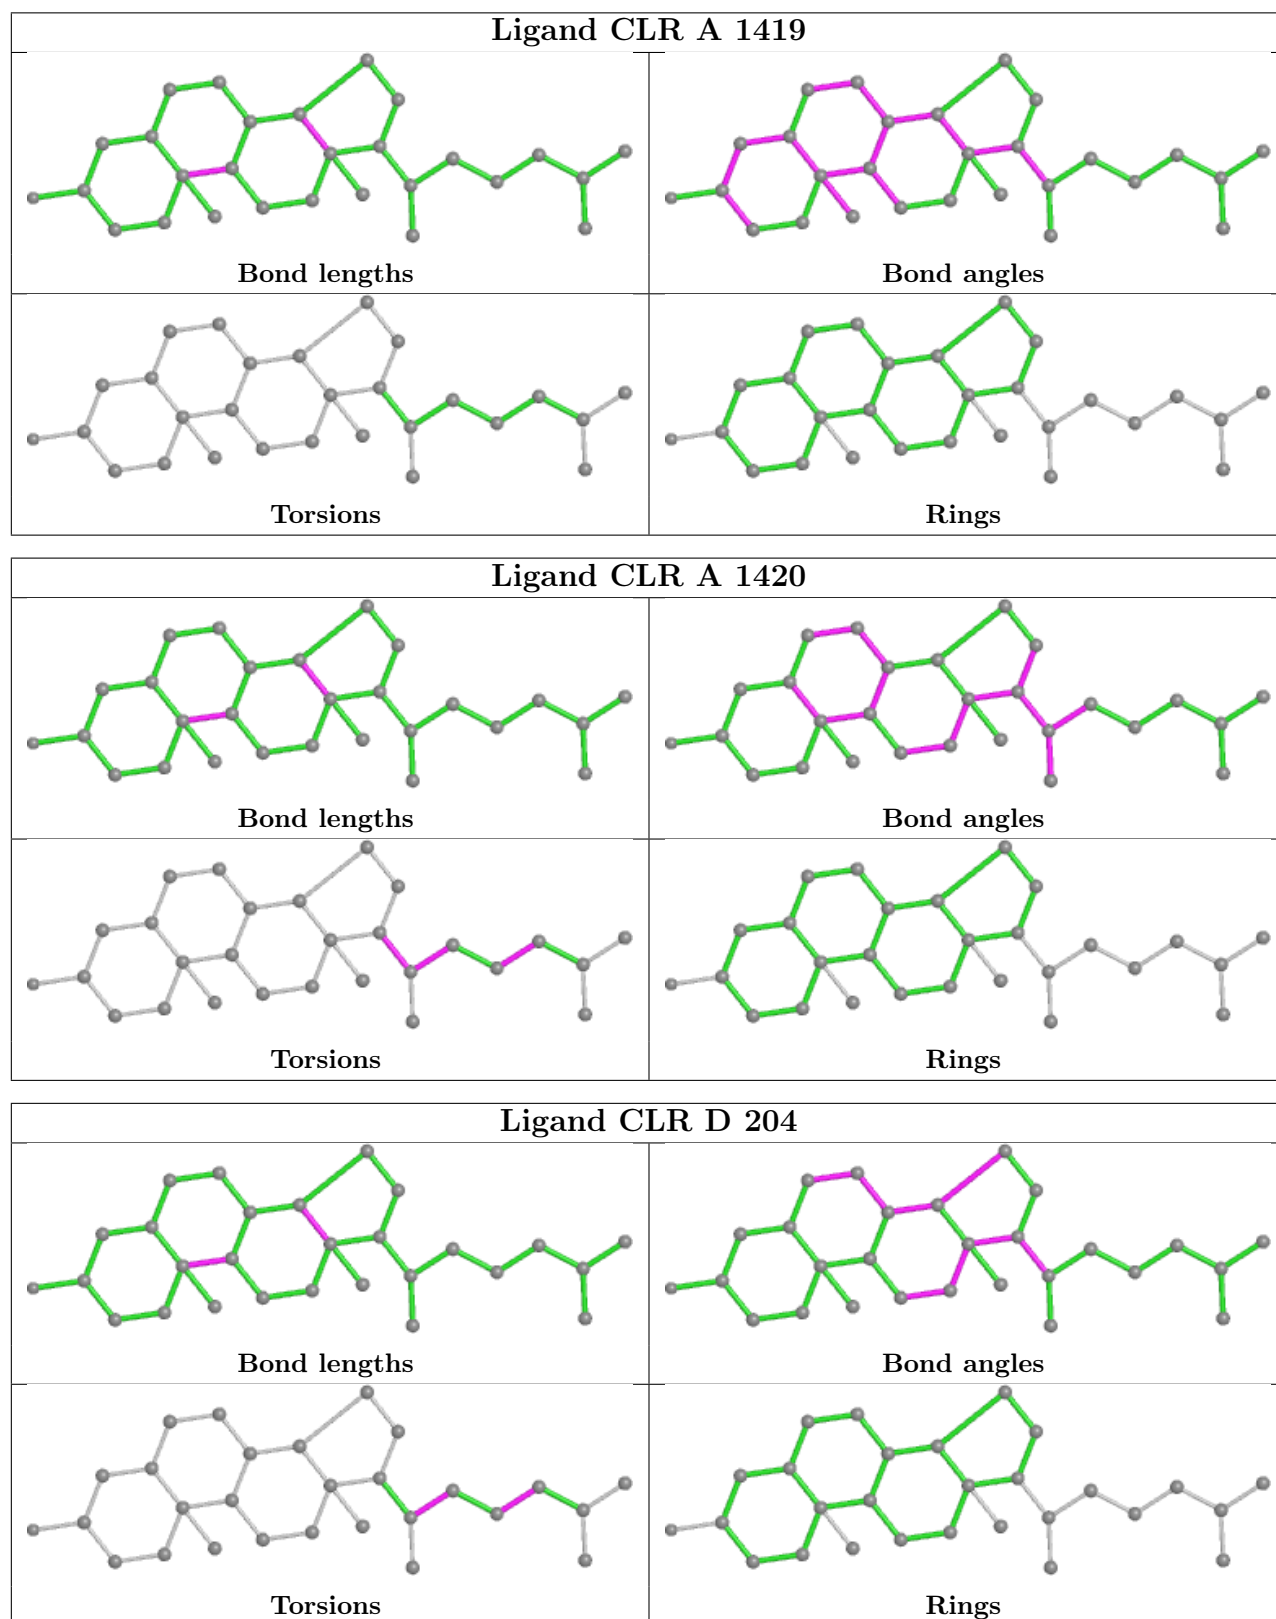 Ligand CLR A 1419
Bond lengths
Bond angles
Torsions
Rings
Ligand CLR A 1420
Bond lengths
Bond angles
Torsions
Rings
Ligand CLR D 204
Bond lengths
Bond angles
Torsions
Rings